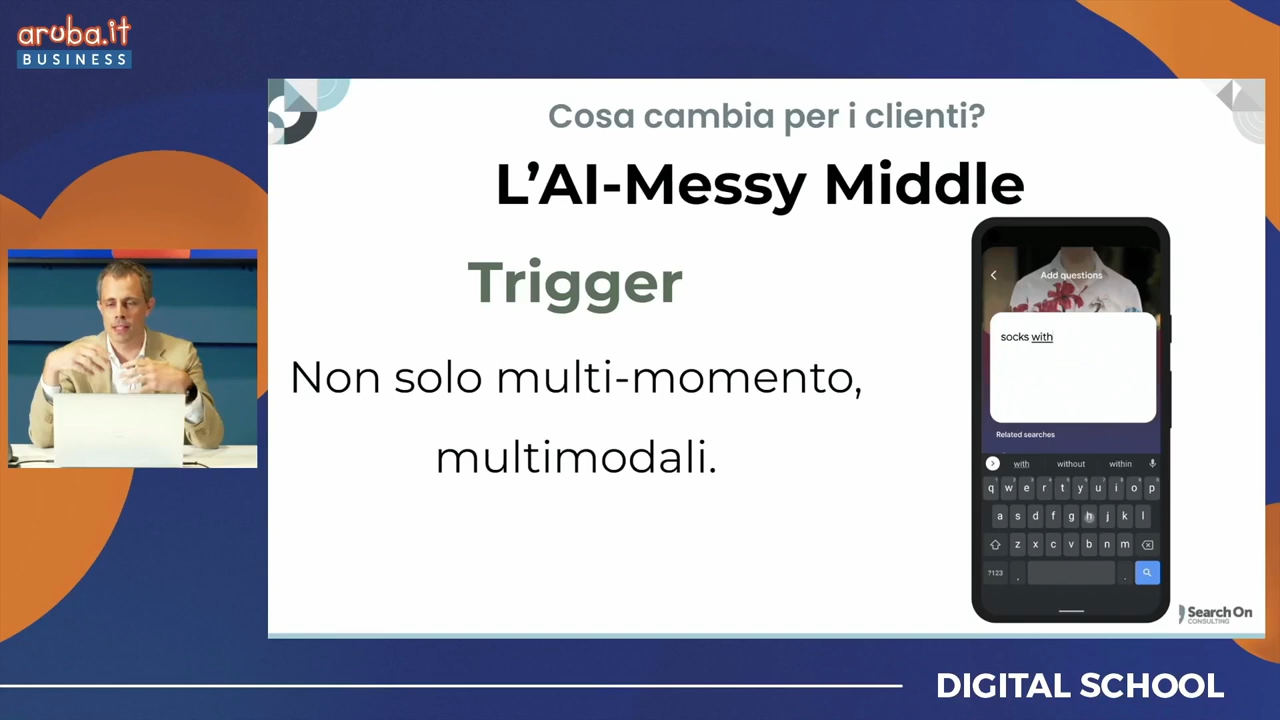 aruba.it
BUSINESS
Cosa cambia per i clienti?
L'AI-Messy Middle
Trigger
Non solo multi-momento,
multimodali.
Add questions
socks with
Related searches
with without within
q w e r t y u i o p
a s d f g h j k l
z x c v b n m
?123 , .
Search On
CONSULTING
DIGITAL SCHOOL